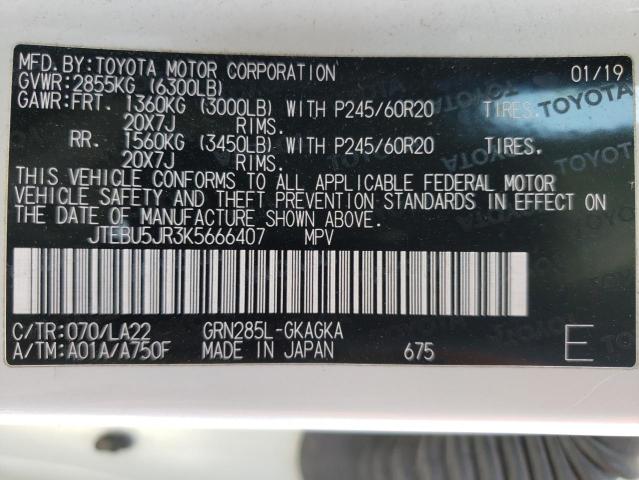 MFD.BY:TOYOTA MOTOR CORPORATION 01/19
GVWR:2855KG (6300LB)
GAWR:FRT. 1360KG (3000LB) WITH P245/60R20 TIRES.
20X7J RIMS.
RR. 1560KG (3450LB) WITH P245/60R20 TIRES.
20X7J RIMS.
THIS VEHICLE CONFORMS TO ALL APPLICABLE FEDERAL MOTOR
VEHICLE SAFETY AND THEFT PREVENTION STANDARDS IN EFFECT
ON THE DATE OF MANUFACTURE SHOWN ABOVE.
JTEBU5JR3K5666407 MPV
C/TR:070/LA22 GRN285L-GKAGKA
A/TM:A01A/A750F MADE IN JAPAN 675 E